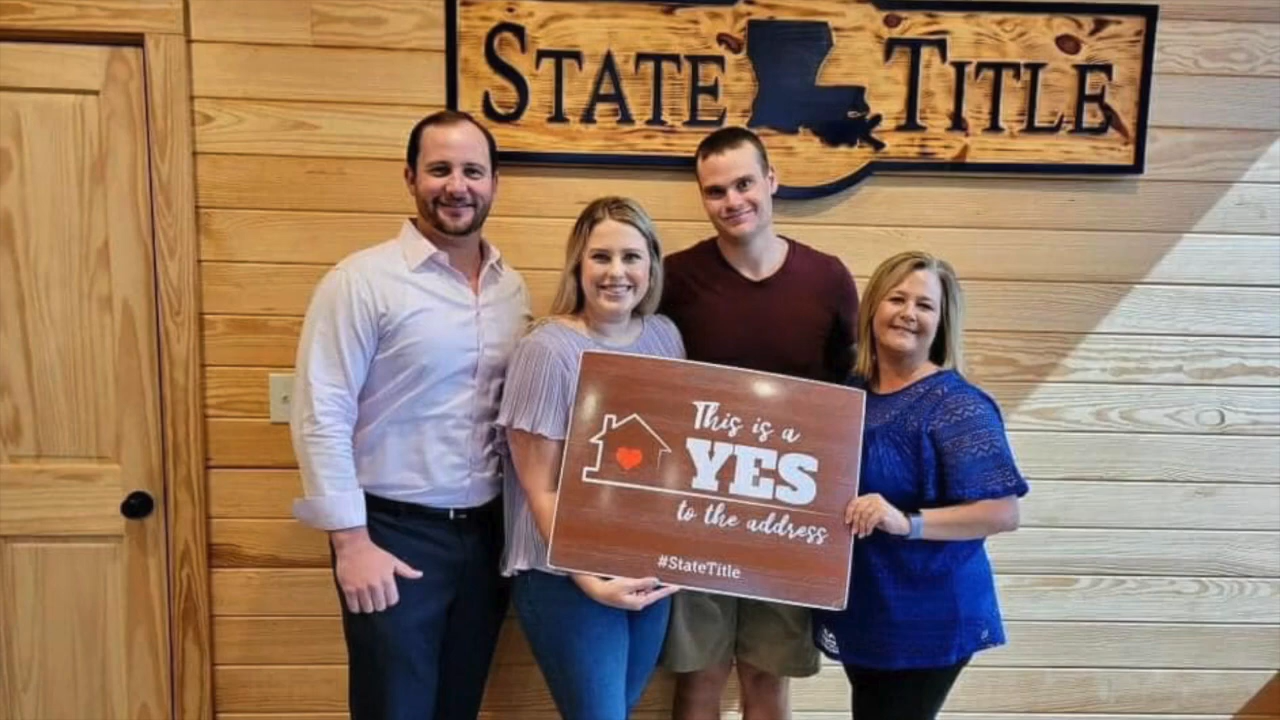 STATE TITLE
This is a
YES
to the address
#StateTitle